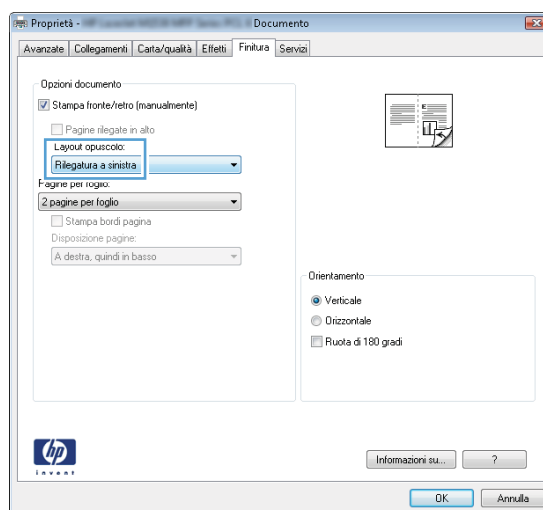 Proprietà - Documento
Avanzate Collegamenti Carta/qualità Effetti Finitura Servizi
Opzioni documento
Stampa fronte/retro (manualmente)
Pagine rilegate in alto
Layout opuscolo:
Rilegatura a sinistra
Pagine per foglio:
2 pagine per foglio
Stampa bordi pagina
Disposizione pagine:
A destra, quindi in basso
Orientamento
Verticale
Orizzontale
Ruota di 180 gradi
hp
invent
Informazioni su... ?
OK Annulla